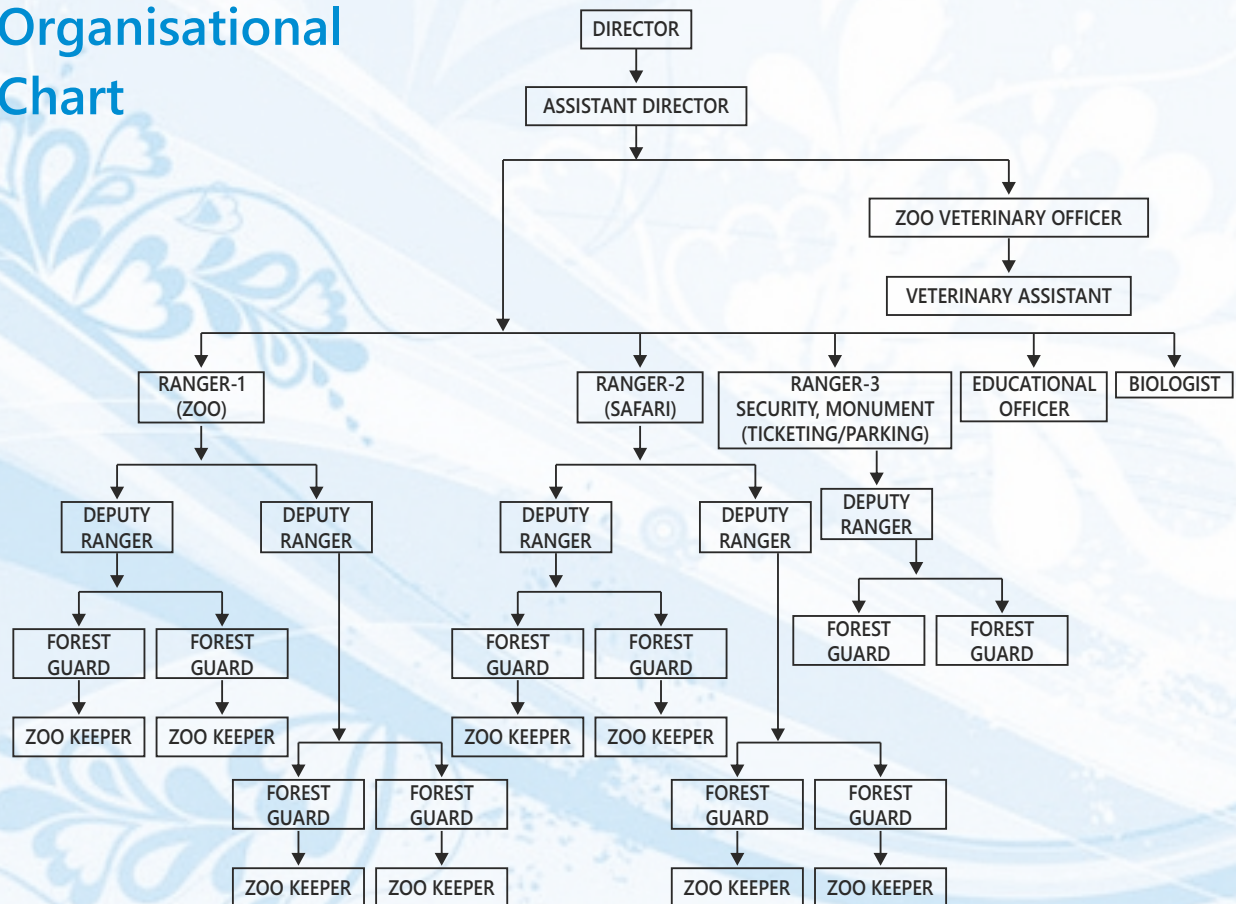 Organisational
Chart
DIRECTOR
ASSISTANT DIRECTOR
ZOO VETERINARY OFFICER
VETERINARY ASSISTANT
RANGER-1
(ZOO)
RANGER-2
(SAFARI)
RANGER-3
SECURITY, MONUMENT
(TICKETING/PARKING)
EDUCATIONAL
OFFICER
BIOLOGIST
DEPUTY
RANGER
DEPUTY
RANGER
DEPUTY
RANGER
DEPUTY
RANGER
DEPUTY
RANGER
FOREST
GUARD
FOREST
GUARD
FOREST
GUARD
FOREST
GUARD
FOREST
GUARD
FOREST
GUARD
ZOO KEEPER
ZOO KEEPER
ZOO KEEPER
ZOO KEEPER
FOREST
GUARD
FOREST
GUARD
FOREST
GUARD
FOREST
GUARD
ZOO KEEPER
ZOO KEEPER
ZOO KEEPER
ZOO KEEPER